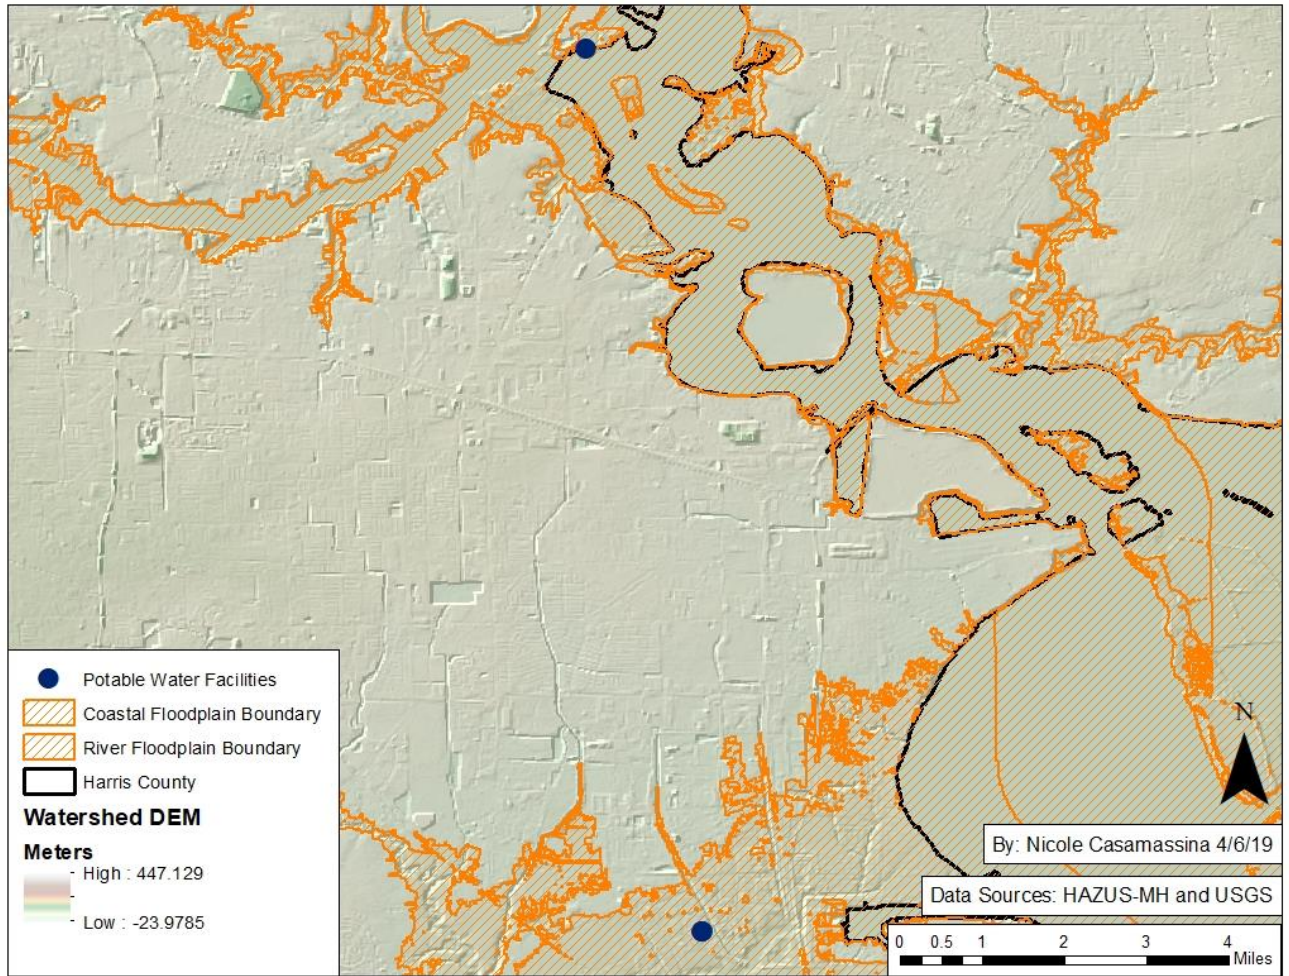 Potable Water Facilities
Coastal Floodplain Boundary
River Floodplain Boundary
Harris County
Watershed DEM
Meters
High : 447.129
Low : -23.9785
N
By: Nicole Casamassina 4/6/19
Data Sources: HAZUS-MH and USGS
0 0.5 1 2 3 4
Miles